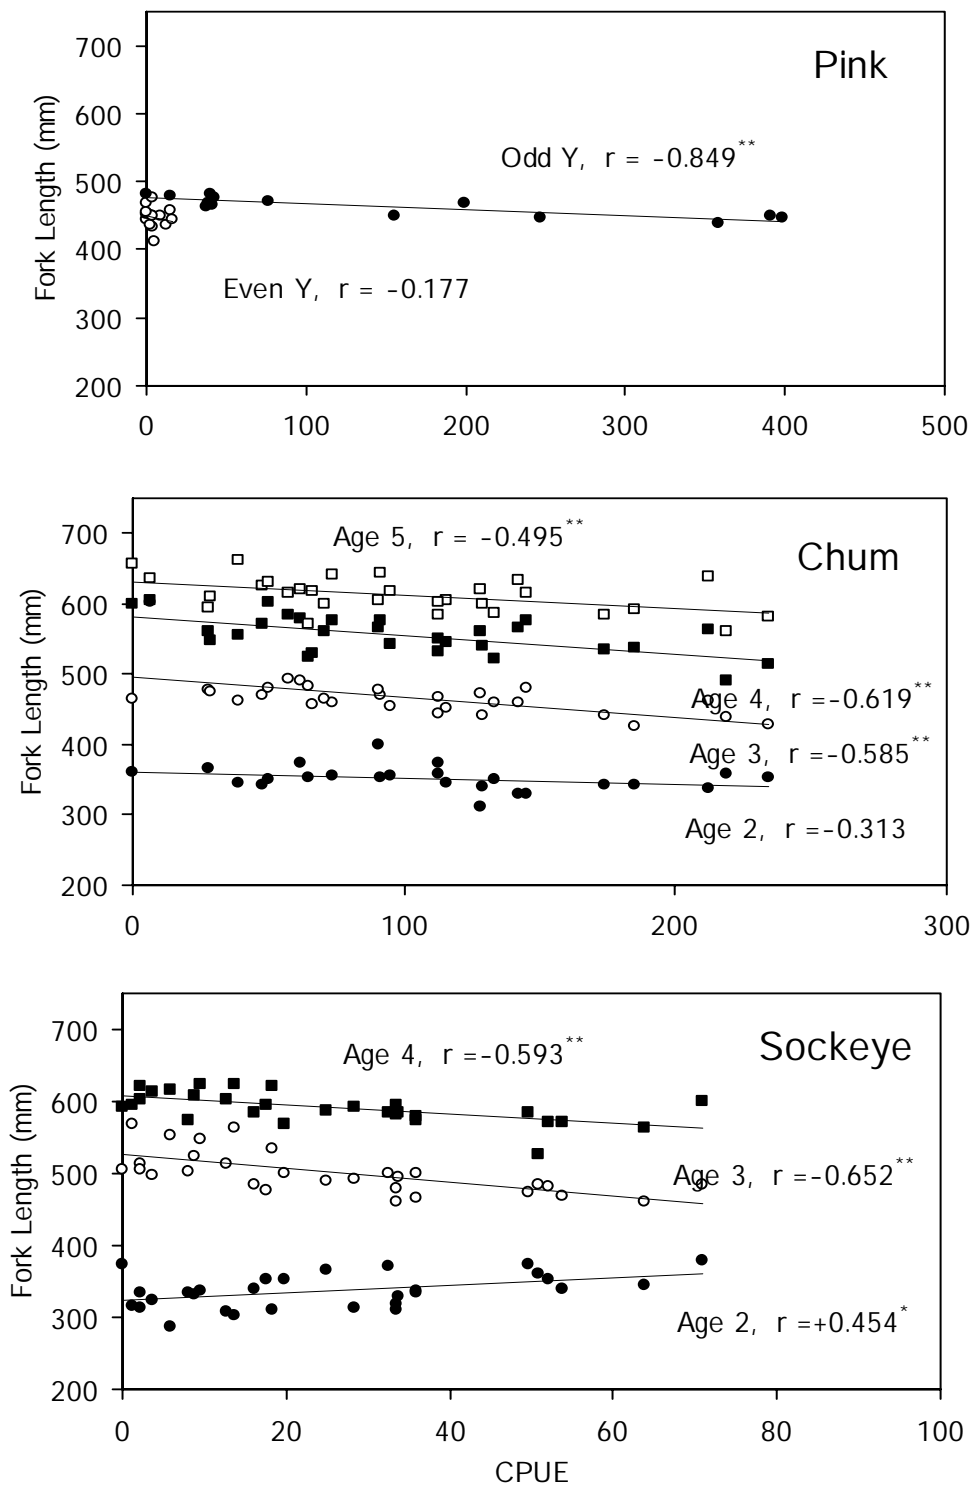 Pink
700
600
500
400
300
200
Fork Length (mm)
Odd Y, r = -0.849**
Even Y, r = -0.177
0 100 200 300 400 500
Chum
700
600
500
400
300
200
Fork Length (mm)
Age 5, r = -0.495**
Age 4, r =-0.619**
Age 3, r =-0.585**
Age 2, r =-0.313
0 100 200 300
Sockeye
700
600
500
400
300
200
Fork Length (mm)
Age 4, r =-0.593**
Age 3, r =-0.652**
Age 2, r =+0.454*
0 20 40 60 80 100
CPUE